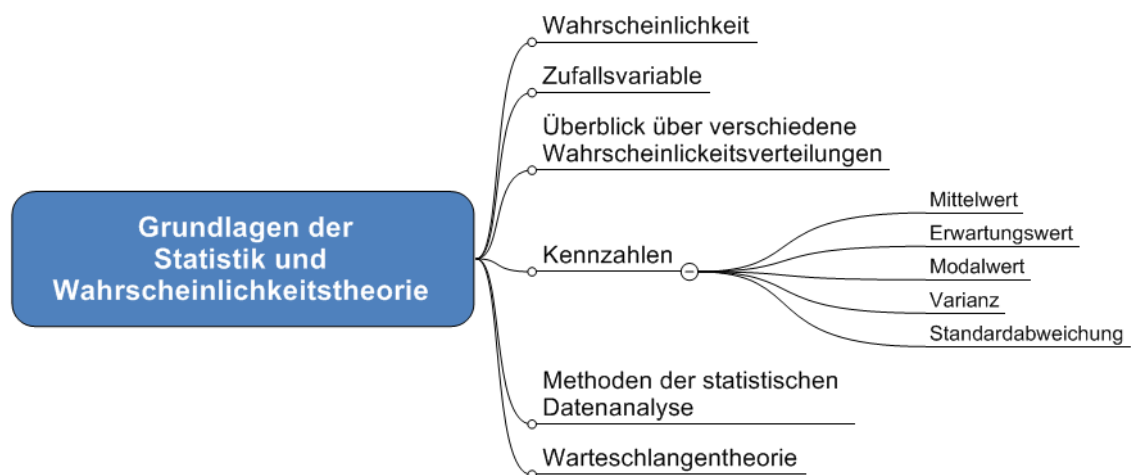 Grundlagen der
Statistik und
Wahrscheinlichkeitstheorie
Wahrscheinlichkeit
Zufallsvariable
Überblick über verschiedene
Wahrscheinlickeitsverteilungen
Kennzahlen
Mittelwert
Erwartungswert
Modalwert
Varianz
Standardabweichung
Methoden der statistischen
Datenanalyse
Warteschlangentheorie